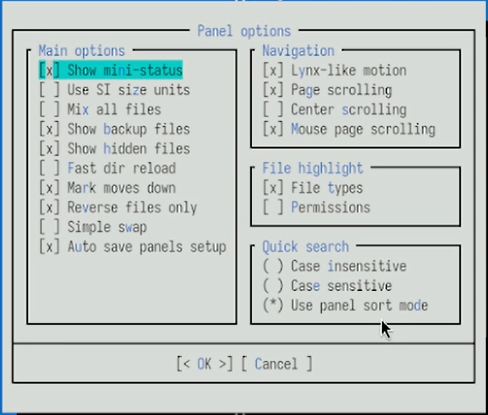 Panel options
Main options
[x] Show mini-status
[ ] Use SI size units
[ ] Mix all files
[x] Show backup files
[x] Show hidden files
[ ] Fast dir reload
[x] Mark moves down
[x] Reverse files only
[ ] Simple swap
[x] Auto save panels setup
Navigation
[x] Lynx-like motion
[x] Page scrolling
[ ] Center scrolling
[x] Mouse page scrolling
File highlight
[x] File types
[ ] Permissions
Quick search
( ) Case insensitive
( ) Case sensitive
(*) Use panel sort mode
[< OK >] [ Cancel ]